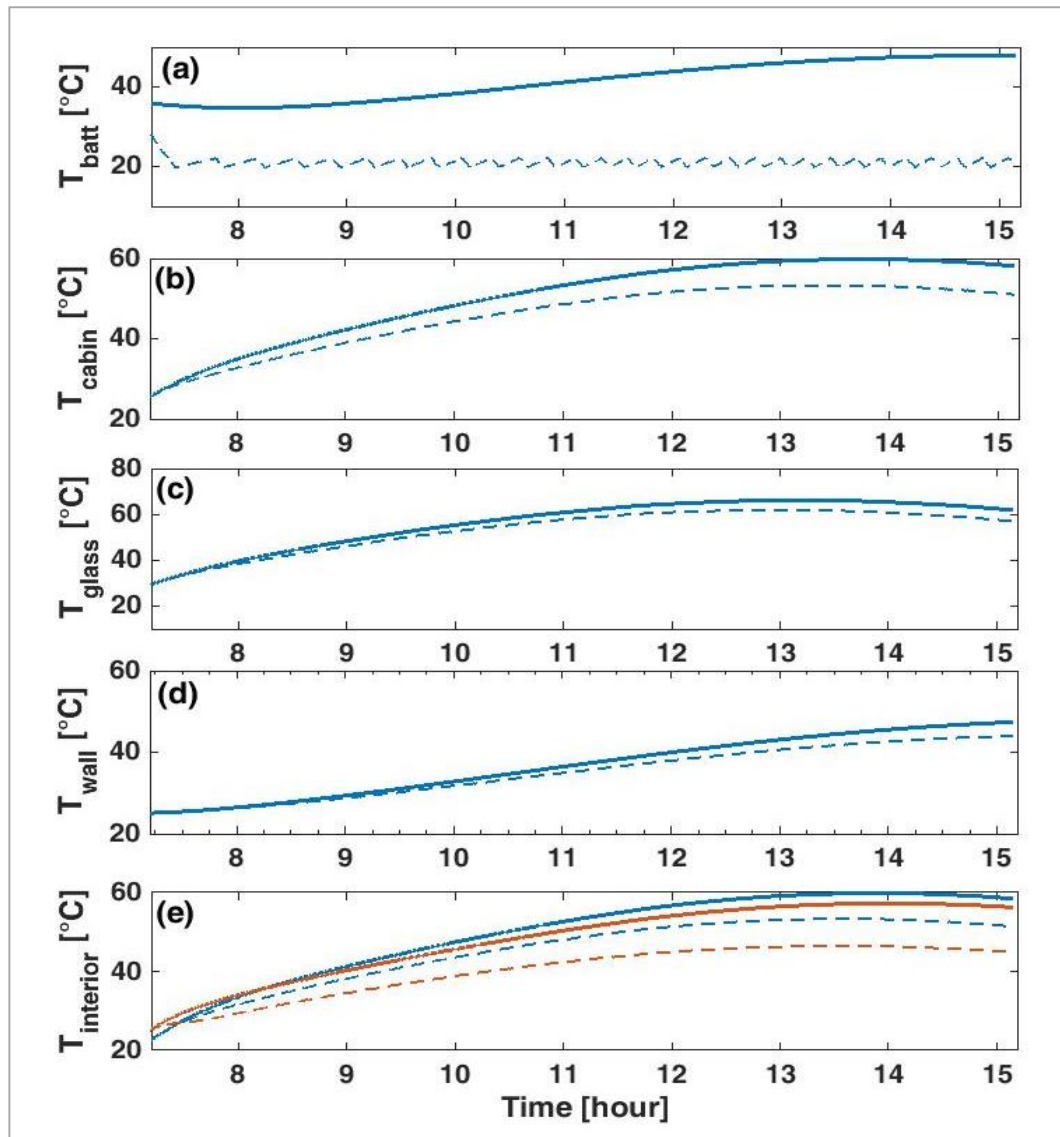 (a)
T_batt [°C]
40
20
8 9 10 11 12 13 14 15
(b)
T_cabin [°C]
60
40
20
8 9 10 11 12 13 14 15
(c)
T_glass [°C]
80
60
40
20
8 9 10 11 12 13 14 15
(d)
T_wall [°C]
60
40
20
8 9 10 11 12 13 14 15
(e)
T_interior [°C]
60
40
20
8 9 10 11 12 13 14 15
Time [hour]